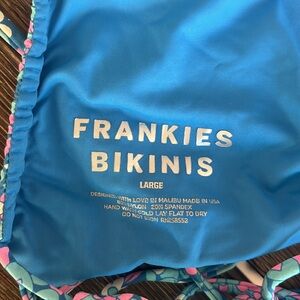 FRANKIES
BIKINIS
LARGE
DESIGNED WITH LOVE IN MALIBU MADE IN USA
NYLON 20% SPANDEX
HAND WASH COLD LAY FLAT TO DRY
DO NOT